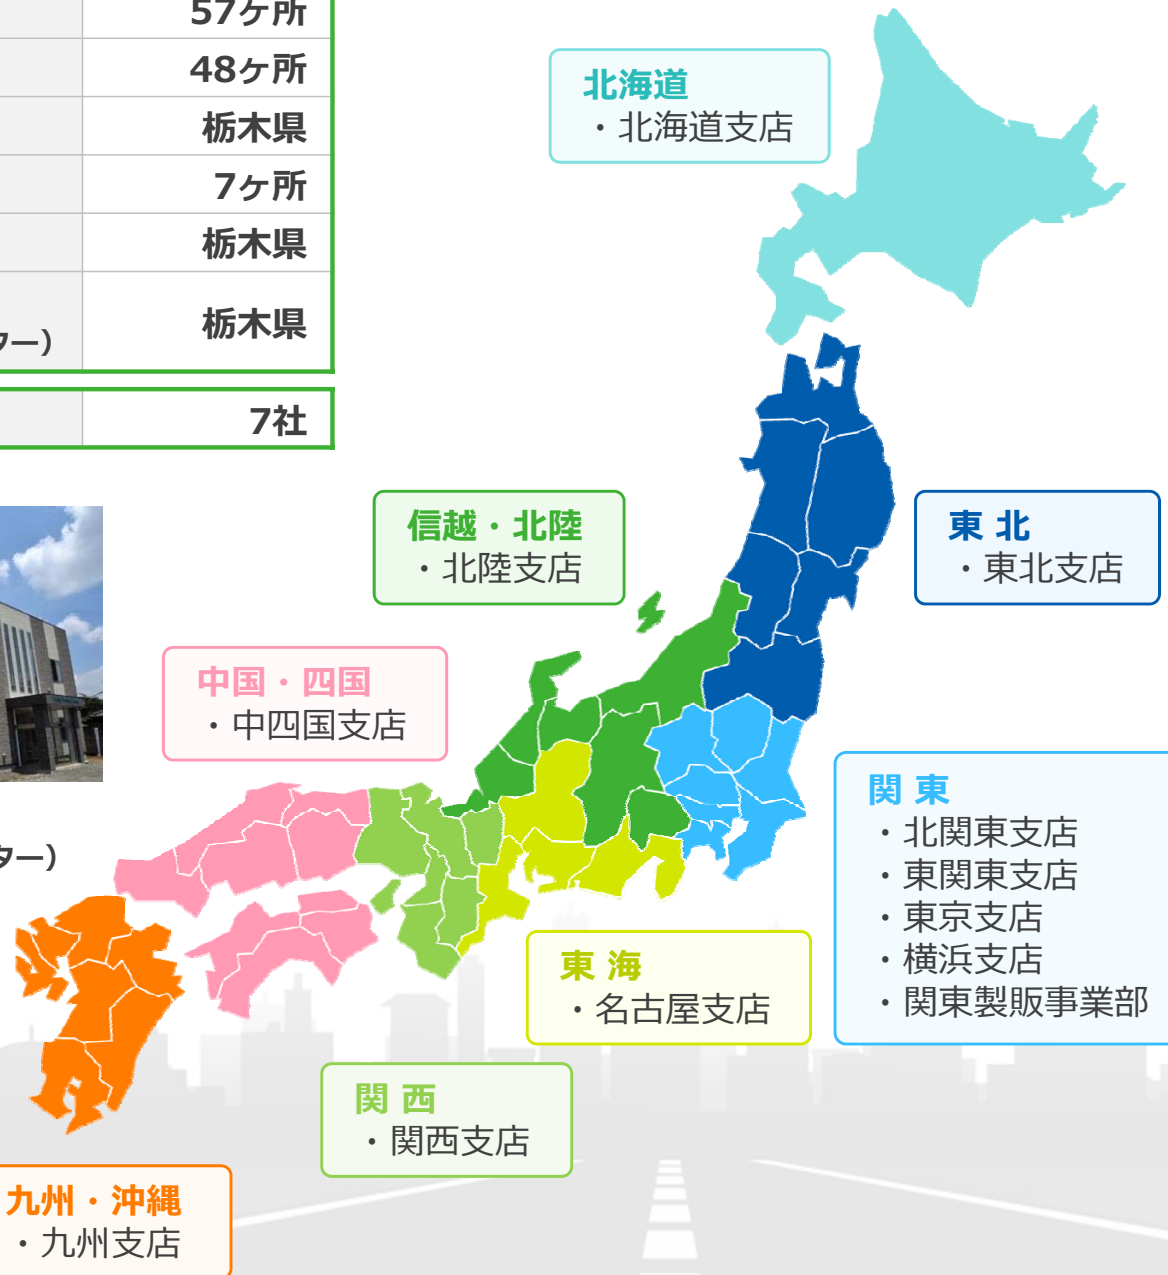 57ケ所
48ケ所
栃木県
7ケ所
栃木県
ター）
栃木県
7社
ター）
北海道
・北海道支店
信越・北陸
・北陸支店
東 北
・東北支店
中国・四国
・中四国支店
関 東
・北関東支店
・東関東支店
・東京支店
・横浜支店
・関東製販事業部
東 海
・名古屋支店
関 西
・関西支店
九州・沖縄
・九州支店